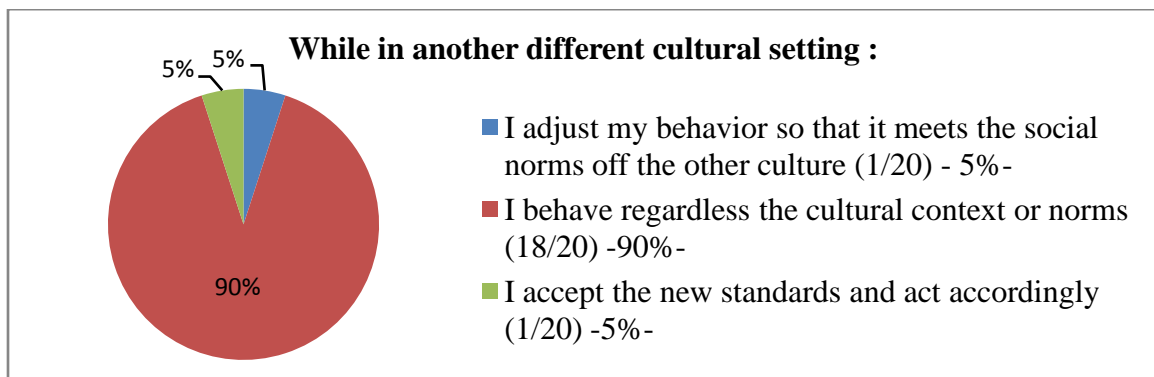 While in another different cultural setting :
5%
5%
90%
I adjust my behavior so that it meets the social
norms off the other culture (1/20) - 5%-
I behave regardless the cultural context or norms
(18/20) -90%-
I accept the new standards and act accordingly
(1/20) -5%-